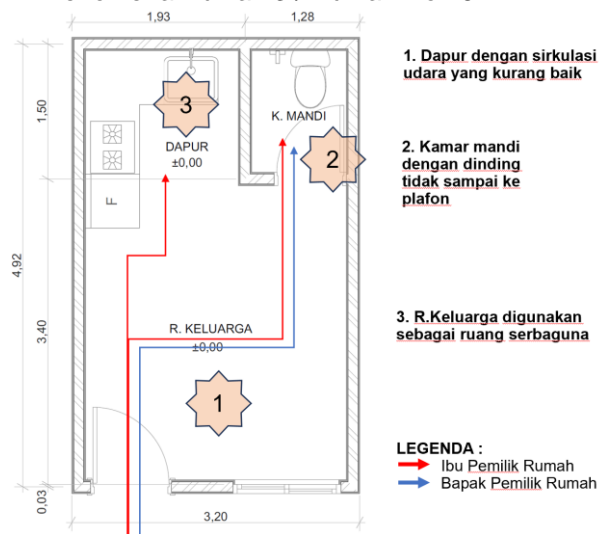 1,93
1,28
1. Dapur dengan sirkulasi
udara yang kurang baik
3
K. MANDI
1,50
DAPUR
±0,00
2
2. Kamar mandi
dengan dinding
tidak sampai ke
plafon
F
4,92
3. R.Keluarga digunakan
sebagai ruang serbaguna
R. KELUARGA
±0,00
3,40
1
LEGENDA :
Ibu Pemilik Rumah
Bapak Pemilik Rumah
0,03
3,20